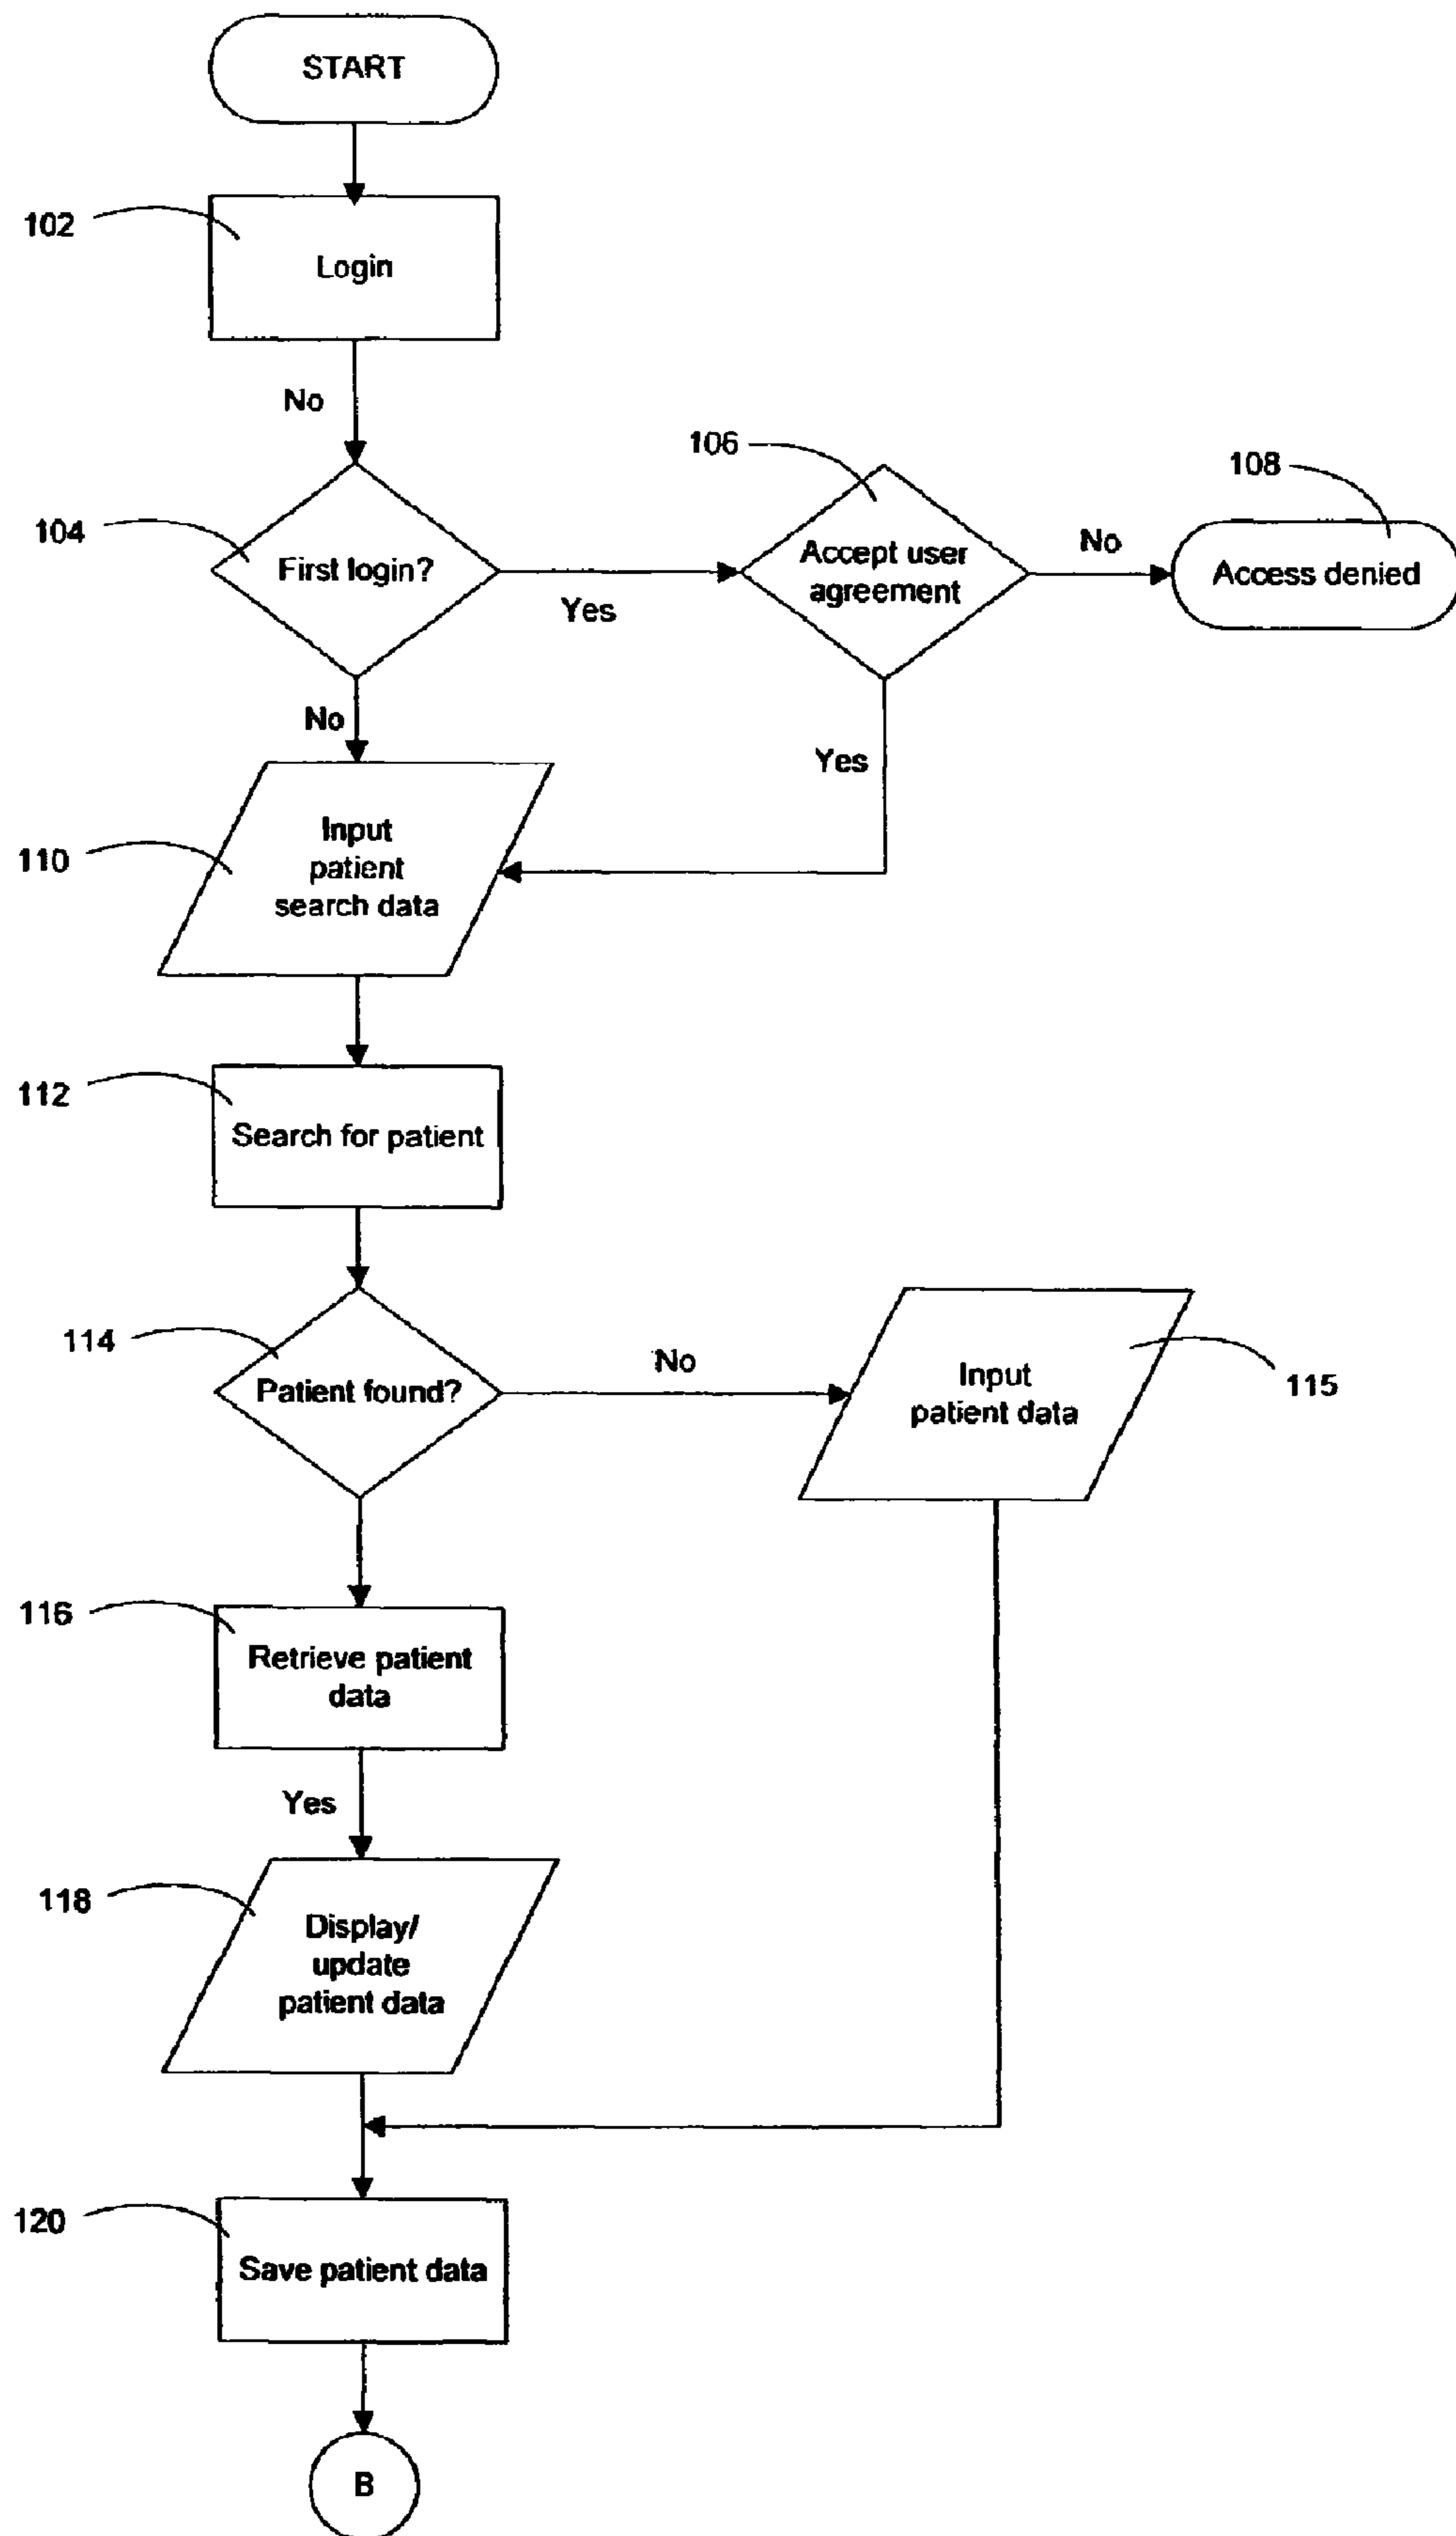 START
102
Login
No
104
First login?
Yes
106
Accept user
agreement
No
108
Access denied
No
Yes
110
Input
patient
search data
112
Search for patient
114
Patient found?
No
Input
patient data
115
116
Retrieve patient
data
Yes
118
Display/
update
patient data
120
Save patient data
B